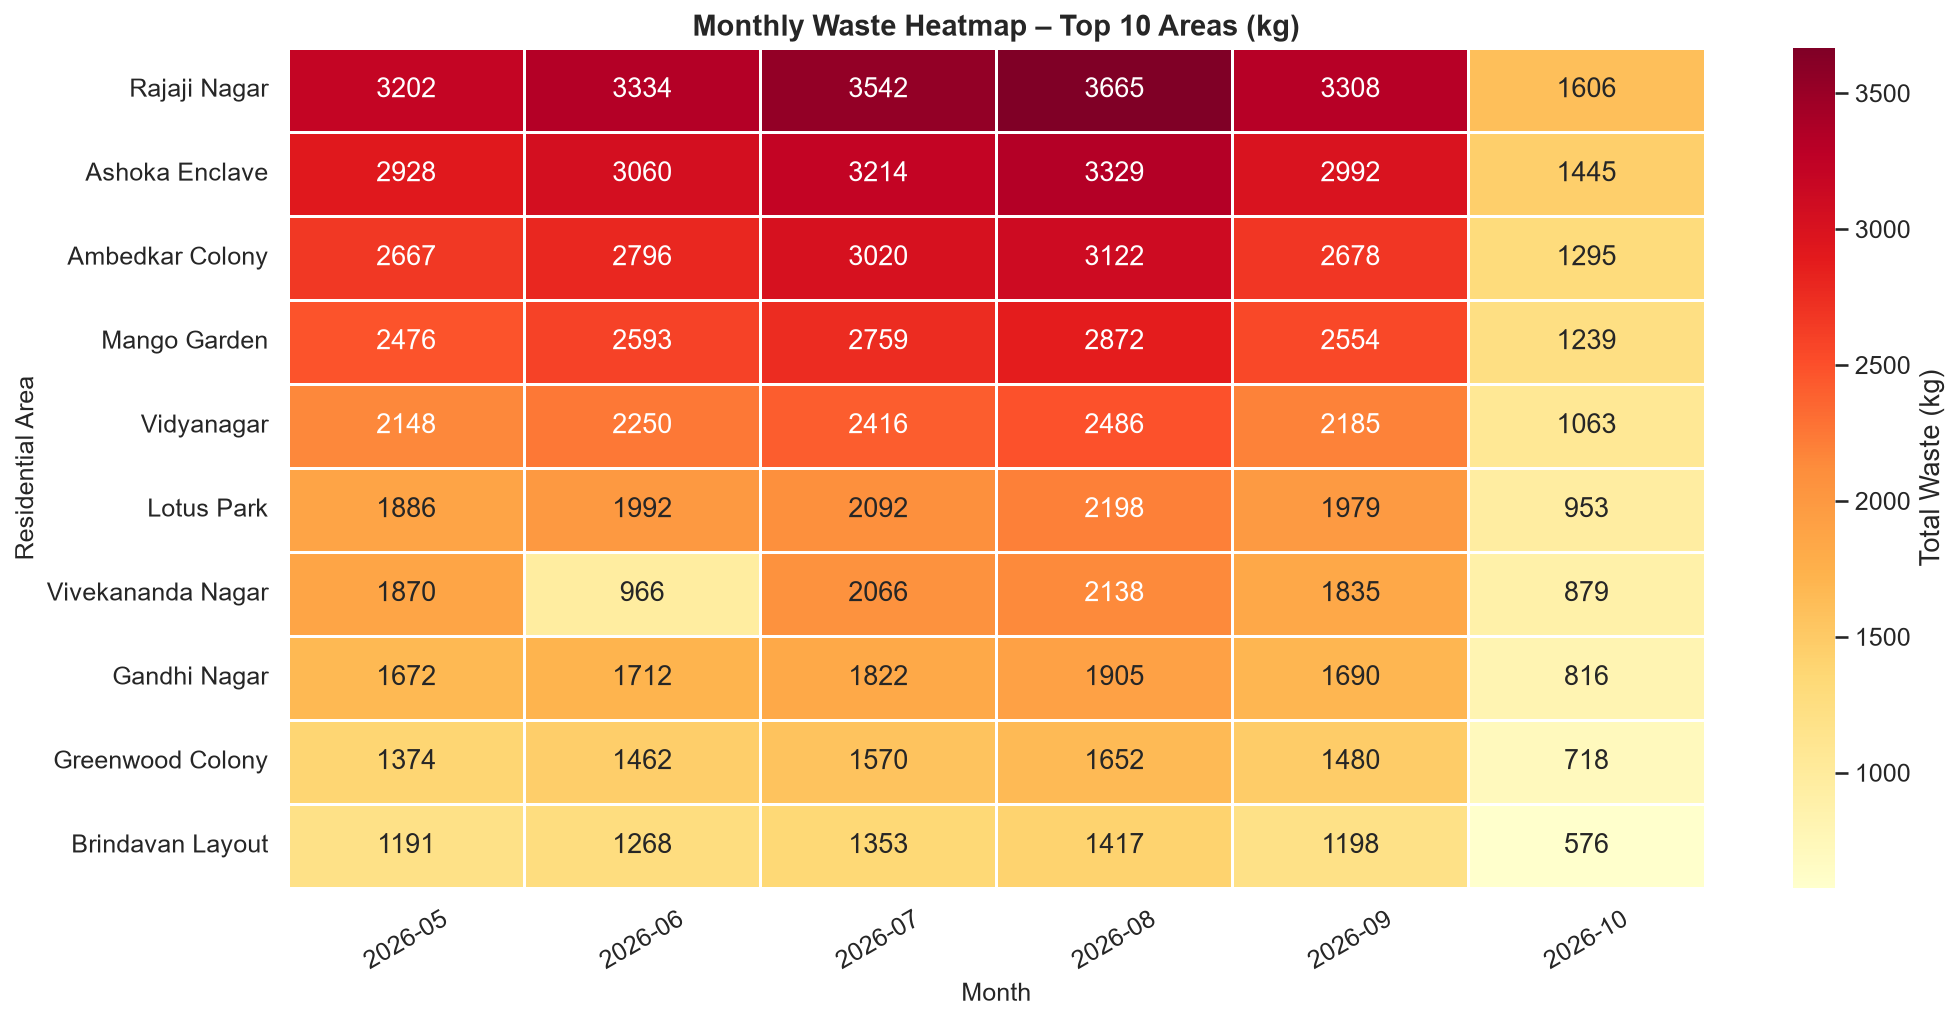 Monthly Waste Heatmap – Top 10 Areas (kg)
Rajaji Nagar 3202 3334 3542 3665 3308 1606
Ashoka Enclave 2928 3060 3214 3329 2992 1445
Ambedkar Colony 2667 2796 3020 3122 2678 1295
Mango Garden 2476 2593 2759 2872 2554 1239
Vidyanagar 2148 2250 2416 2486 2185 1063
Lotus Park 1886 1992 2092 2198 1979 953
Vivekananda Nagar 1870 966 2066 2138 1835 879
Gandhi Nagar 1672 1712 1822 1905 1690 816
Greenwood Colony 1374 1462 1570 1652 1480 718
Brindavan Layout 1191 1268 1353 1417 1198 576
2026-05 2026-06 2026-07 2026-08 2026-09 2026-10
Month
Residential Area
3500
3000
2500
2000
1500
1000
Total Waste (kg)